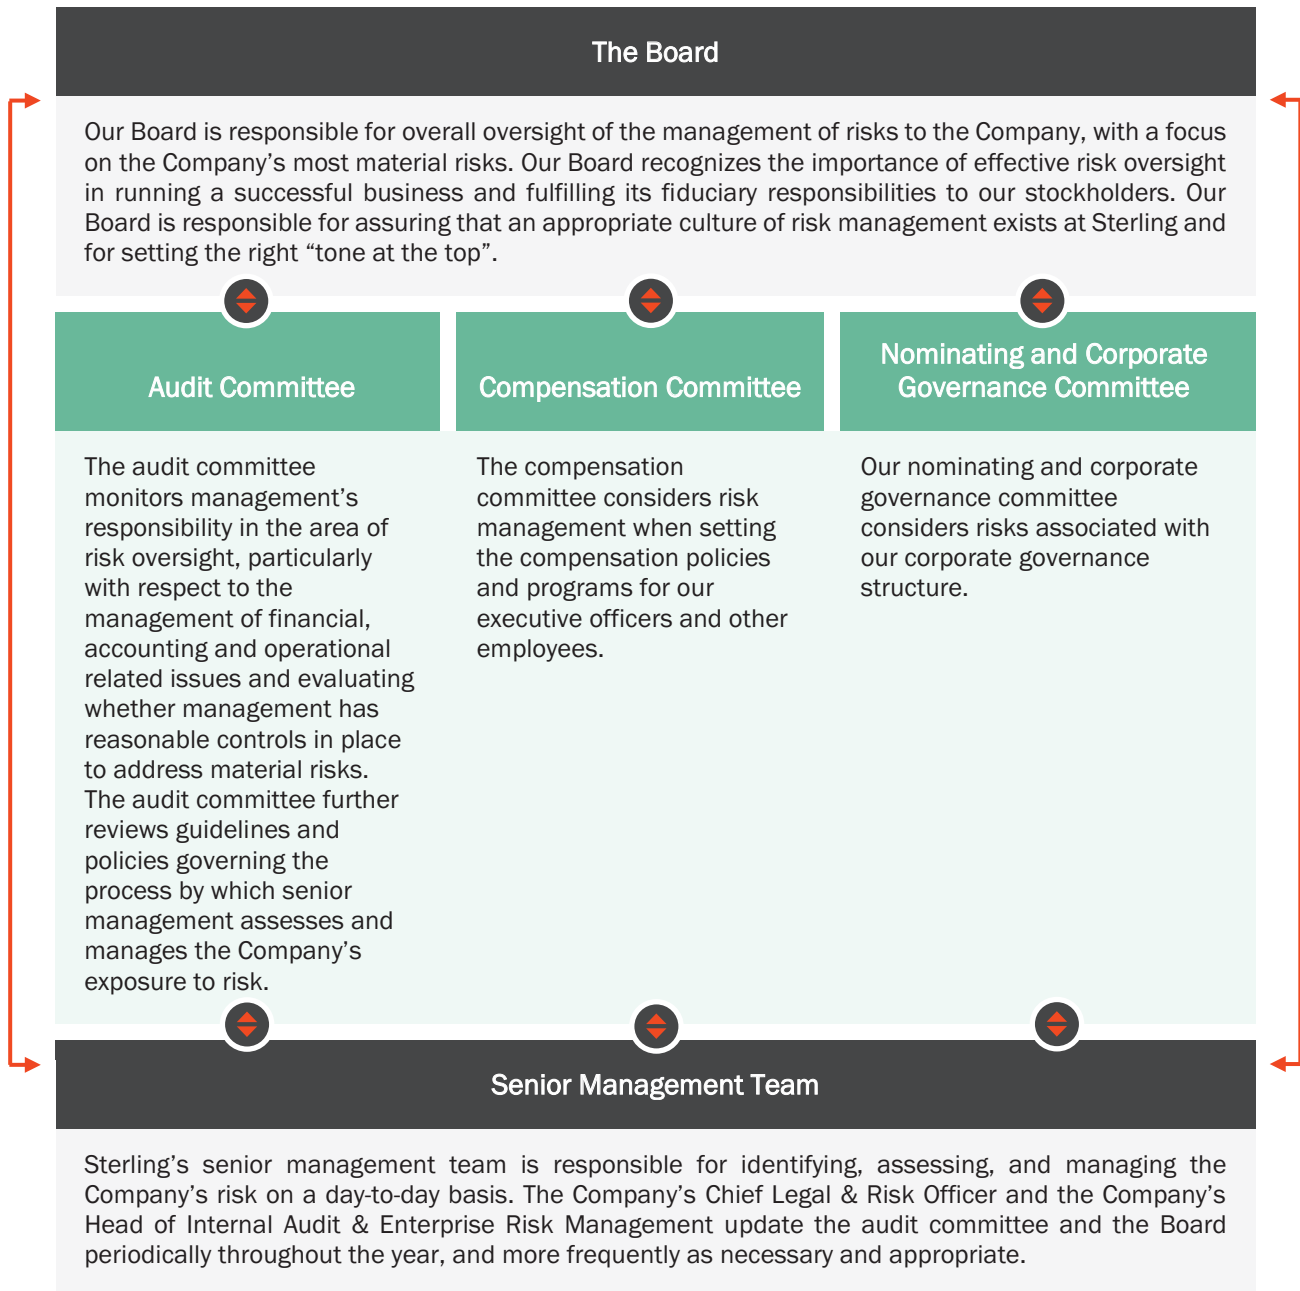 The Board
Our Board is responsible for overall oversight of the management of risks to the Company, with a focus
on the Company’s most material risks. Our Board recognizes the importance of effective risk oversight
in running a successful business and fulfilling its fiduciary responsibilities to our stockholders. Our
Board is responsible for assuring that an appropriate culture of risk management exists at Sterling and
for setting the right “tone at the top”.
Audit Committee
The audit committee
monitors management’s
responsibility in the area of
risk oversight, particularly
with respect to the
management of financial,
accounting and operational
related issues and evaluating
whether management has
reasonable controls in place
to address material risks.
The audit committee further
reviews guidelines and
policies governing the
process by which senior
management assesses and
manages the Company’s
exposure to risk.
Compensation Committee
The compensation
committee considers risk
management when setting
the compensation policies
and programs for our
executive officers and other
employees.
Nominating and Corporate
Governance Committee
Our nominating and corporate
governance committee
considers risks associated with
our corporate governance
structure.
Senior Management Team
Sterling’s senior management team is responsible for identifying, assessing, and managing the
Company’s risk on a day-to-day basis. The Company’s Chief Legal & Risk Officer and the Company’s
Head of Internal Audit & Enterprise Risk Management update the audit committee and the Board
periodically throughout the year, and more frequently as necessary and appropriate.